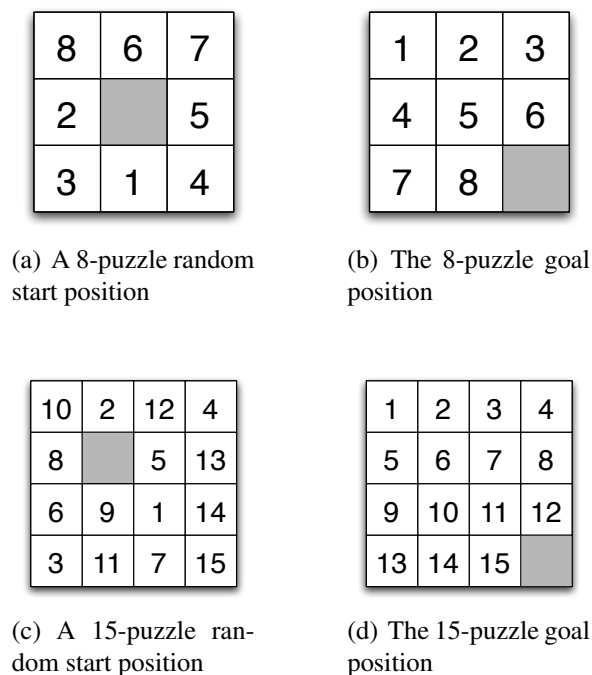 8 6 7
2 5
3 1 4
1 2 3
4 5 6
7 8
(a) A 8-puzzle random
start position
(b) The 8-puzzle goal
position
10 2 12 4
8 5 13
6 9 1 14
3 11 7 15
1 2 3 4
5 6 7 8
9 10 11 12
13 14 15
(c) A 15-puzzle ran-
dom start position
(d) The 15-puzzle goal
position